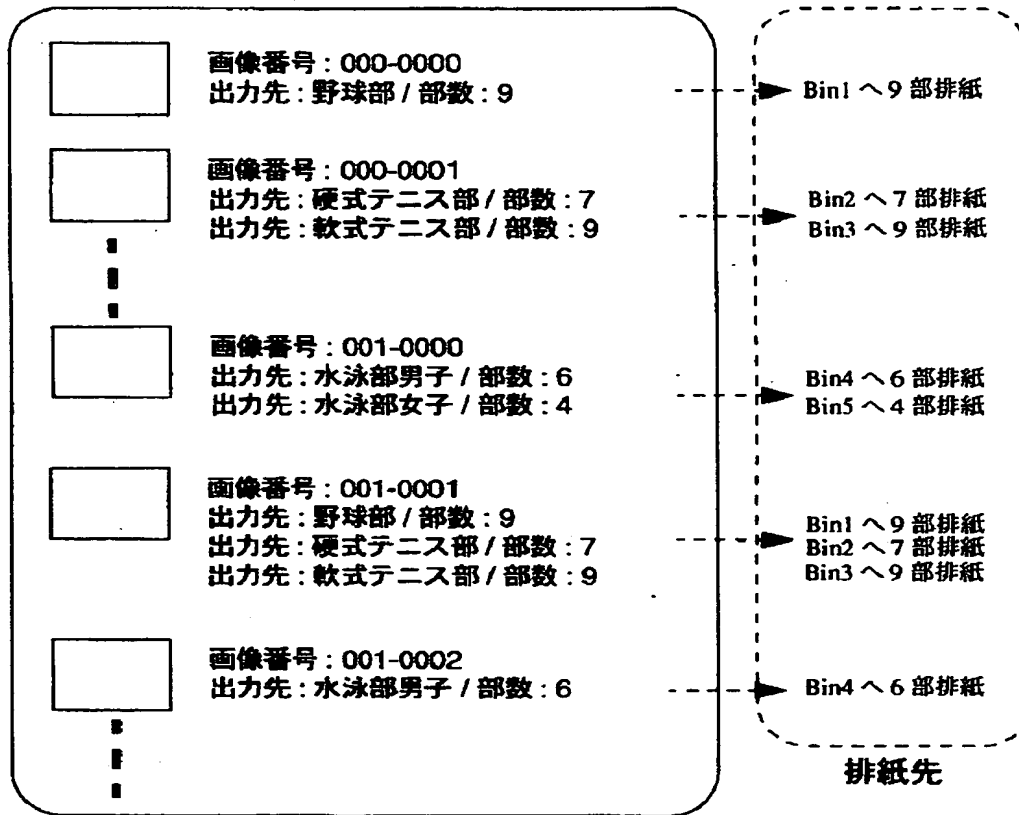 画像番号 : 000-0000
出力先 : 野球部 / 部数 : 9
Bin1 へ 9 部排紙
画像番号 : 000-0001
出力先 : 硬式テニス部 / 部数 : 7
出力先 : 軟式テニス部 / 部数 : 9
Bin2 へ 7 部排紙
Bin3 へ 9 部排紙
画像番号 : 001-0000
出力先 : 水泳部男子 / 部数 : 6
出力先 : 水泳部女子 / 部数 : 4
Bin4 へ 6 部排紙
Bin5 へ 4 部排紙
画像番号 : 001-0001
出力先 : 野球部 / 部数 : 9
出力先 : 硬式テニス部 / 部数 : 7
出力先 : 軟式テニス部 / 部数 : 9
Bin1 へ 9 部排紙
Bin2 へ 7 部排紙
Bin3 へ 9 部排紙
画像番号 : 001-0002
出力先 : 水泳部男子 / 部数 : 6
Bin4 へ 6 部排紙
排紙先